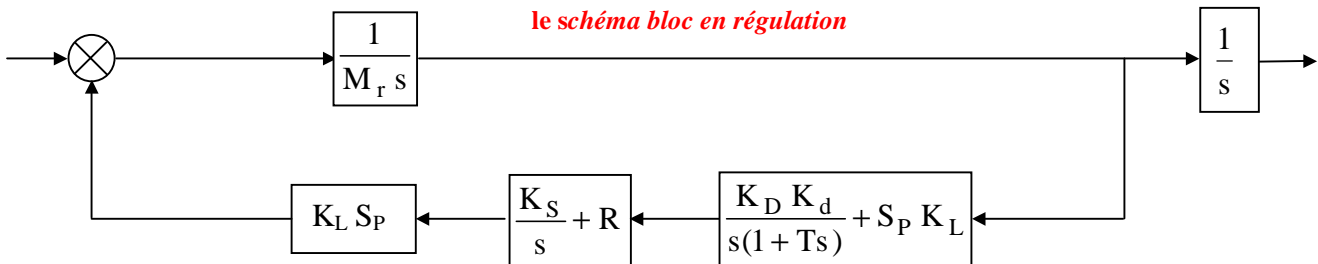 le schéma bloc en régulation
1 / (M_r s)
1 / s
K_L S_P
K_S / s + R
K_D K_d / (s(1 + Ts)) + S_P K_L